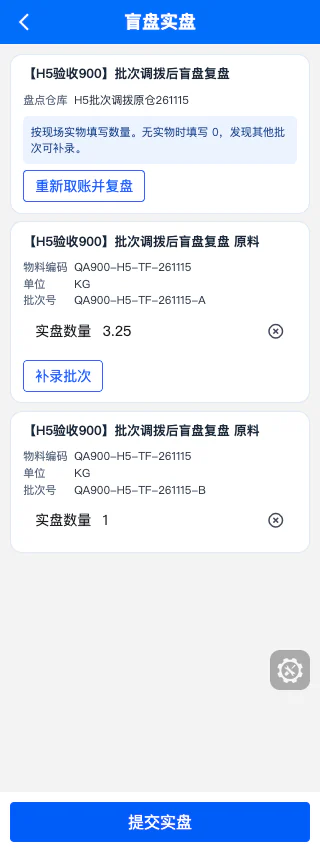 盲盘实盘
【H5验收900】批次调拨后盲盘复盘
盘点仓库 H5批次调拨原仓261115
按现场实物填写数量。无实物时填写 0，发现其他批
次可补录。
重新取账并复盘
【H5验收900】批次调拨后盲盘复盘 原料
物料编码 QA900-H5-TF-261115
单位 KG
批次号 QA900-H5-TF-261115-A
实盘数量 3.25
补录批次
【H5验收900】批次调拨后盲盘复盘 原料
物料编码 QA900-H5-TF-261115
单位 KG
批次号 QA900-H5-TF-261115-B
实盘数量 1
提交实盘